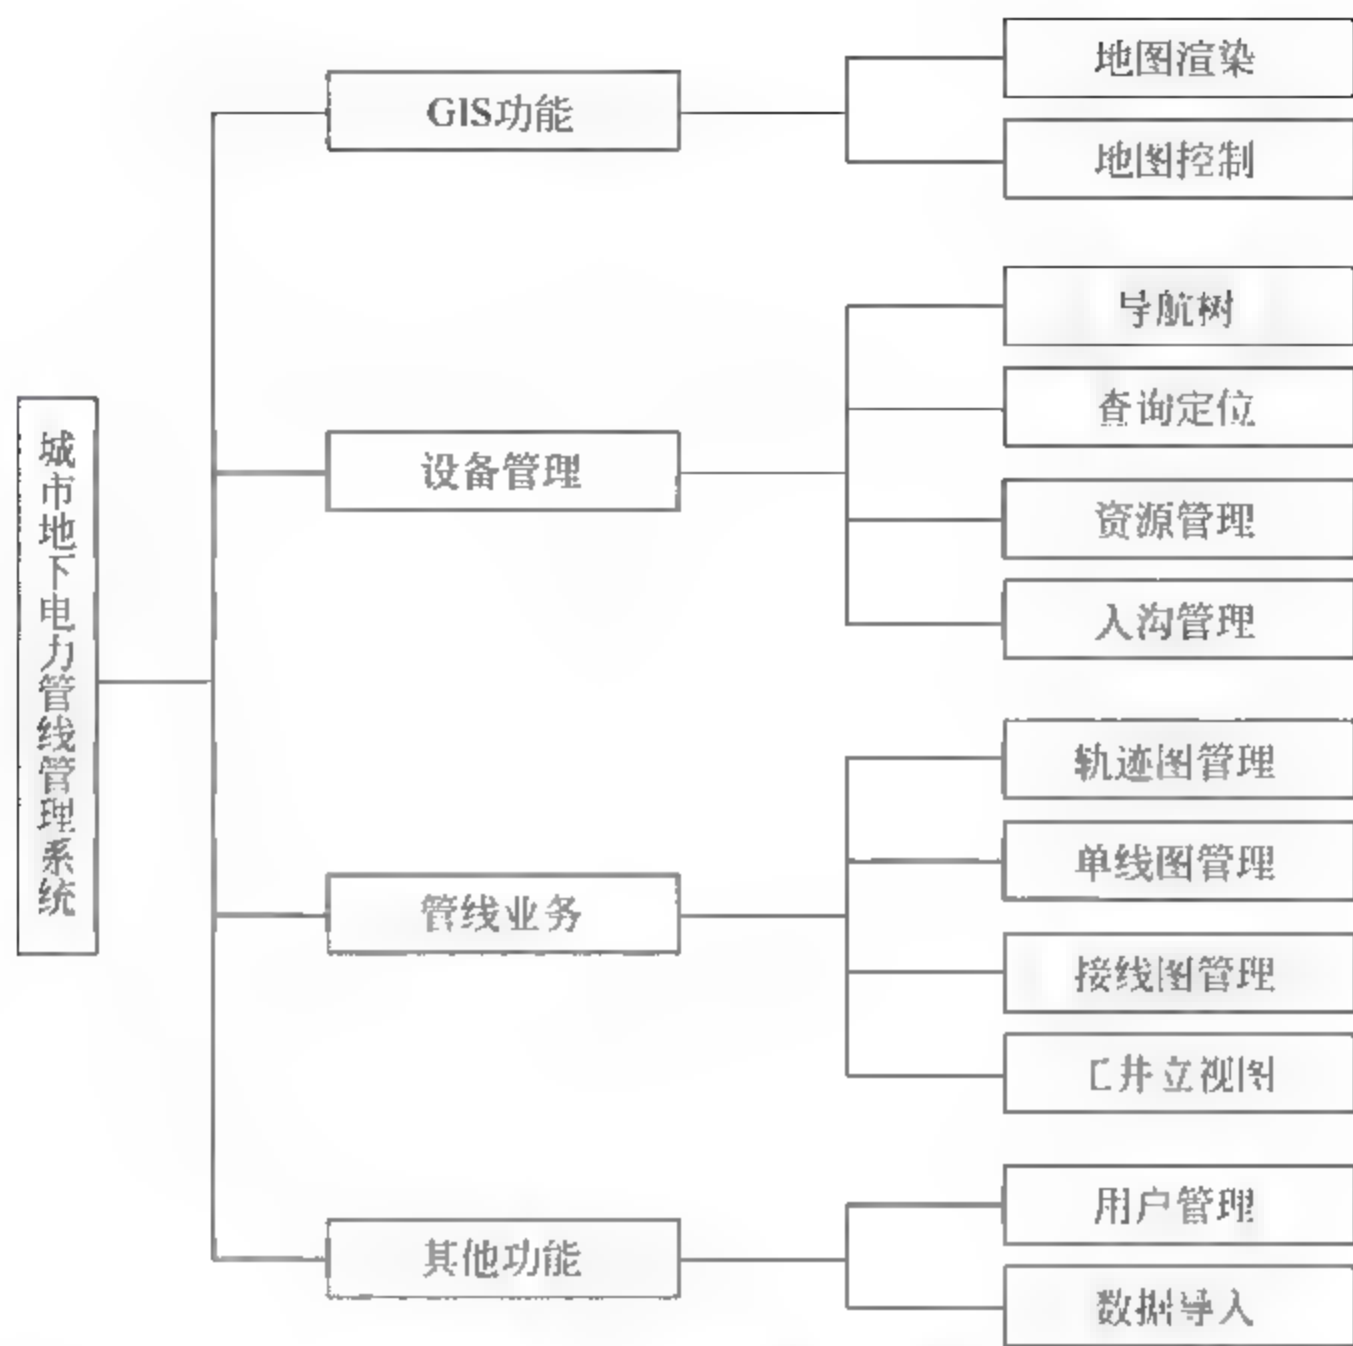 城市地下电力管线管理系统
GIS功能
地图渲染
地图控制
设备管理
导航树
查询定位
资源管理
入沟管理
管线业务
轨迹图管理
单线图管理
接线图管理
工井立视图
其他功能
用户管理
数据导入